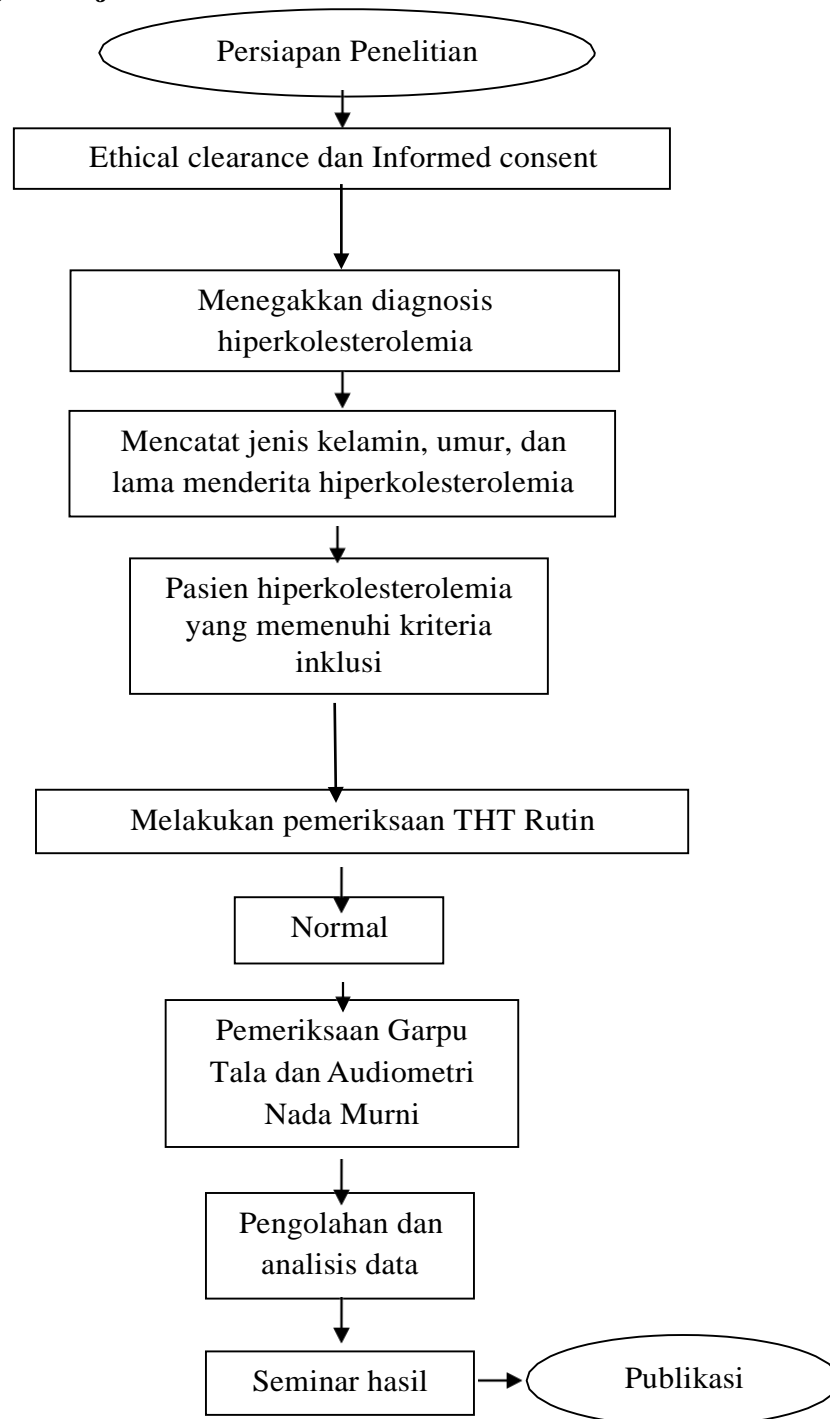 Persiapan Penelitian
Ethical clearance dan Informed consent
Menegakkan diagnosis
hiperkolesterolemia
Mencatat jenis kelamin, umur, dan
lama menderita hiperkolesterolemia
Pasien hiperkolesterolemia
yang memenuhi kriteria
inklusi
Melakukan pemeriksaan THT Rutin
Normal
Pemeriksaan Garpu
Tala dan Audiometri
Nada Murni
Pengolahan dan
analisis data
Seminar hasil
Publikasi